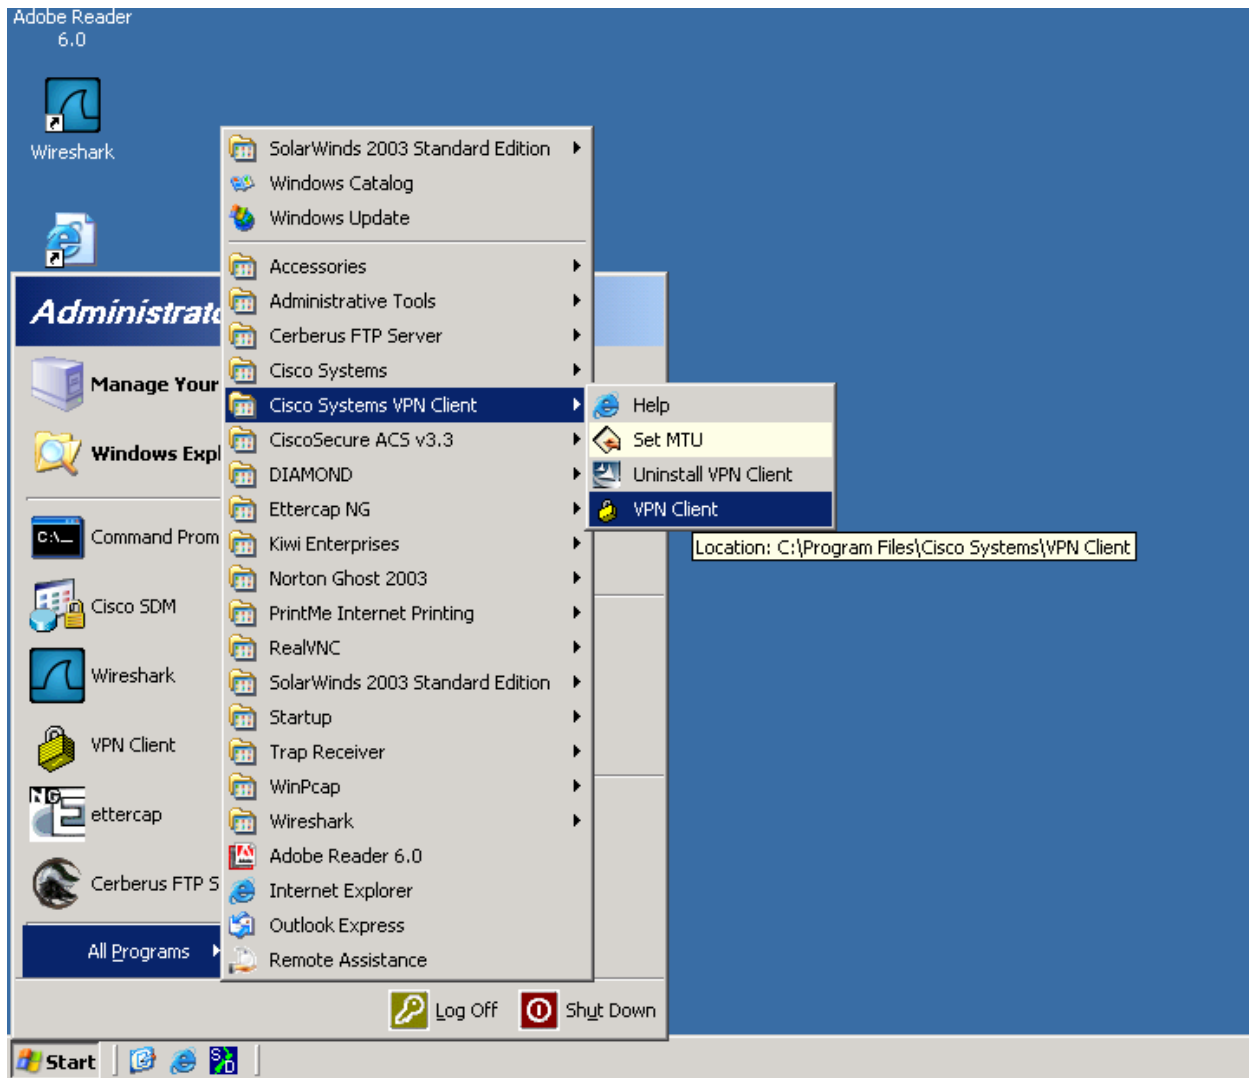 Adobe Reader
6.0
Wireshark
SolarWinds 2003 Standard Edition
Windows Catalog
Windows Update
Accessories
Administrative Tools
Cerberus FTP Server
Cisco Systems
Cisco Systems VPN Client
CiscoSecure ACS v3.3
DIAMOND
Ettercap NG
Kiwi Enterprises
Norton Ghost 2003
PrintMe Internet Printing
RealVNC
SolarWinds 2003 Standard Edition
Startup
Trap Receiver
WinPcap
Wireshark
Adobe Reader 6.0
Internet Explorer
Outlook Express
Remote Assistance
Help
Set MTU
Uninstall VPN Client
VPN Client
Location: C:\Program Files\Cisco Systems\VPN Client
Administrato
Manage Your
Windows Expl
C:\_
Command Prom
Cisco SDM
Wireshark
VPN Client
NG
ettercap
Cerberus FTP S
All Programs
Log Off
Shut Down
Start